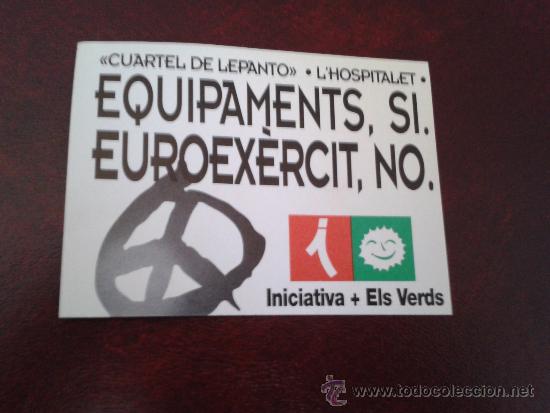 «CUARTEL DE LEPANTO» • L'HOSPITALET •
EQUIPAMENTS, SI.
EUROEXÈRCIT, NO.
i
Iniciativa + Els Verds
www.todocoleccion.net